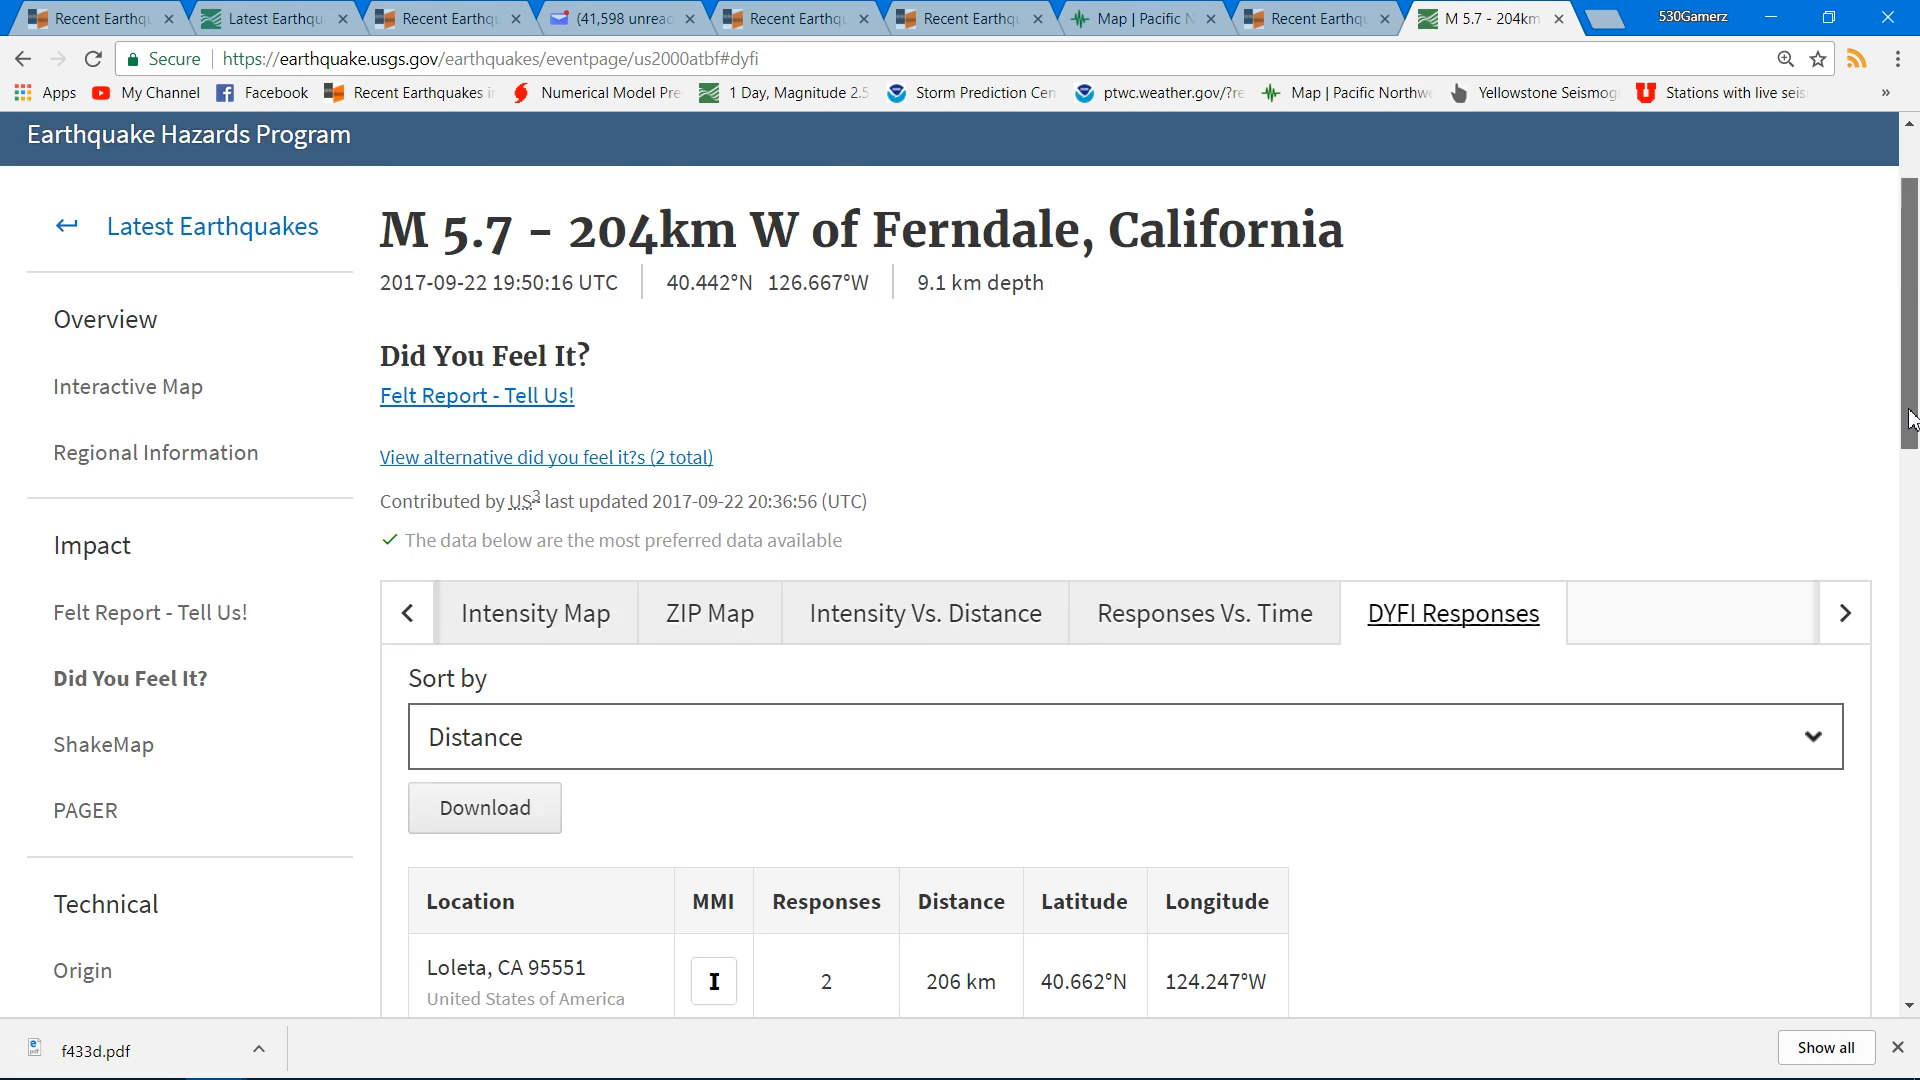 Recent Earthqu
Latest Earthqu
Recent Earthqu
(41,598 unread
Recent Earthqu
Recent Earthqu
Map | Pacific N
Recent Earthqu
M 5.7 - 204km
530Gamerz
Secure
https://earthquake.usgs.gov/earthquakes/eventpage/us2000atbf#dyfi
Apps
My Channel
Facebook
Recent Earthquakes i
Numerical Model Pre
1 Day, Magnitude 2.5
Storm Prediction Cen
ptwc.weather.gov/?re
Map | Pacific Northw
Yellowstone Seismog
Stations with live seis
»
Earthquake Hazards Program
Latest Earthquakes
Overview
Interactive Map
Regional Information
Impact
Felt Report - Tell Us!
Did You Feel It?
ShakeMap
PAGER
Technical
Origin
M 5.7 - 204km W of Ferndale, California
2017-09-22 19:50:16 UTC
40.442°N 126.667°W
9.1 km depth
Did You Feel It?
Felt Report - Tell Us!
View alternative did you feel it?s (2 total)
Contributed by US3 last updated 2017-09-22 20:36:56 (UTC)
The data below are the most preferred data available
Intensity Map
ZIP Map
Intensity Vs. Distance
Responses Vs. Time
DYFI Responses
Sort by
Distance
Download
Location MMI Responses Distance Latitude Longitude
Loleta, CA 95551
United States of America
I 2 206 km 40.662°N 124.247°W
f433d.pdf
Show all